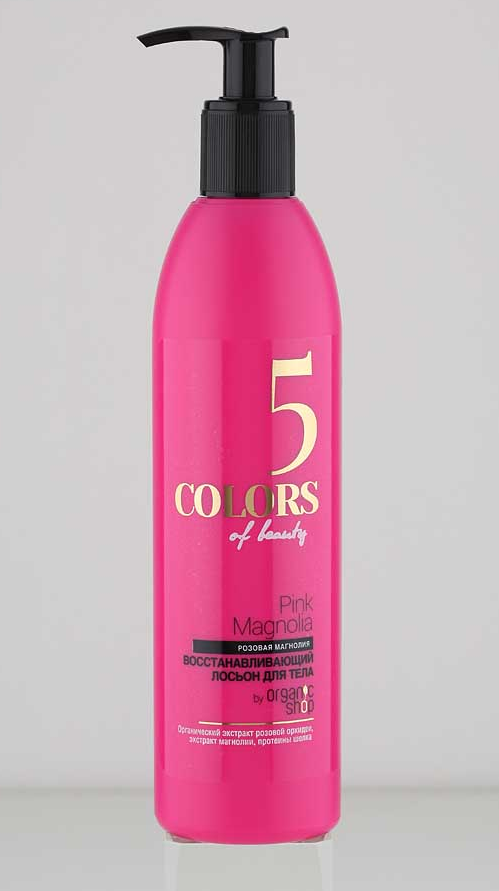 5
COLORS
of beauty
Pink
Magnolia
РОЗОВАЯ МАГНОЛИЯ
ВОССТАНАВЛИВАЮЩИЙ
ЛОСЬОН ДЛЯ ТЕЛА
by organic
shop
Органический экстракт розовой орхидеи,
экстракт магнолии, протеины шелка